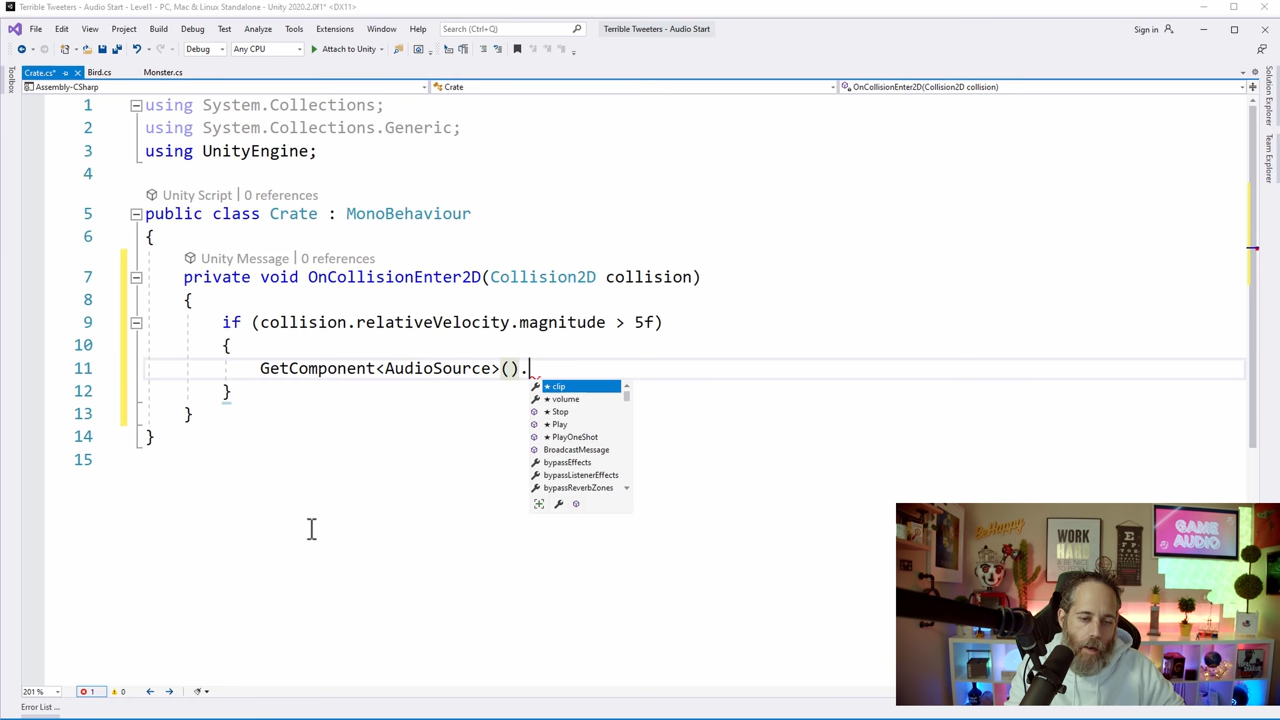 Terrible Tweeters - Audio Start - Level1 - PC, Mac & Linux Standalone - Unity 2020.2.0f1* <DX11>
File Edit View Project Build Debug Test Analyze Tools Extensions Window Help Search (Ctrl+Q) Terrible Tweeters - Audio Start Sign in
Debug Any CPU Attach to Unity
Toolbox
Crate.cs* Bird.cs Monster.cs
Assembly-CSharp Crate OnCollisionEnter2D(Collision2D collision)
Solution Explorer
Team Explorer
1 using System.Collections;
2 using System.Collections.Generic;
3 using UnityEngine;
4
Unity Script | 0 references
5 public class Crate : MonoBehaviour
6 {
Unity Message | 0 references
7 private void OnCollisionEnter2D(Collision2D collision)
8 {
9 if (collision.relativeVelocity.magnitude > 5f)
10 {
11 GetComponent<AudioSource>().
12 }
13 }
14 }
15
★ clip
★ volume
★ Stop
★ Play
★ PlayOneShot
BroadcastMessage
bypassEffects
bypassListenerEffects
bypassReverbZones
BeHappy
WORK
HARD
GAME
AUDIO
201 % 1 0
Error List ...